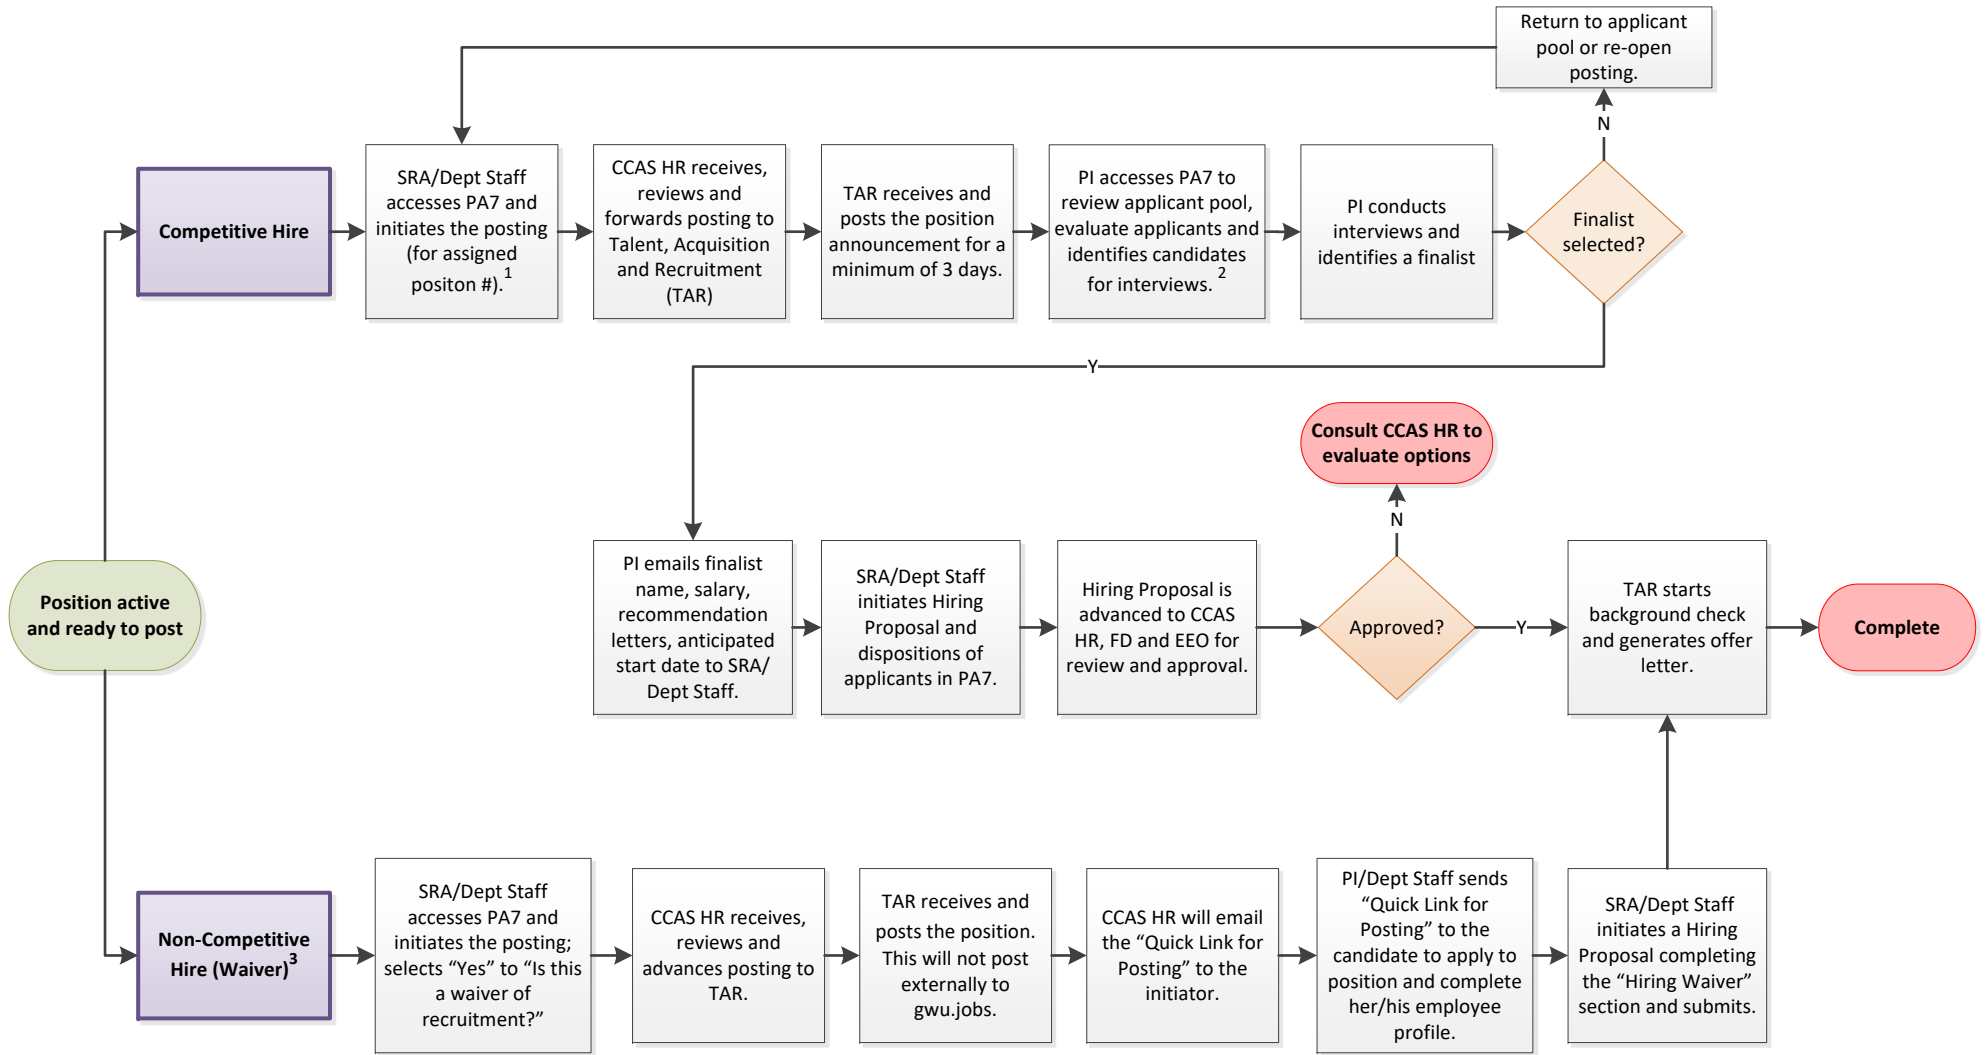 Return to applicant
pool or re-open
posting.
N
Competitive Hire
SRA/Dept Staff
accesses PA7 and
initiates the posting
(for assigned
positon #).1
CCAS HR receives,
reviews and
forwards posting to
Talent, Acquisition
and Recruitment
(TAR)
TAR receives and
posts the position
announcement for a
minimum of 3 days.
PI accesses PA7 to
review applicant pool,
evaluate applicants and
identifies candidates
for interviews. 2
PI conducts
interviews and
identifies a finalist
Finalist
selected?
Y
Consult CCAS HR to
evaluate options
N
Position active
and ready to post
PI emails finalist
name, salary,
recommendation
letters, anticipated
start date to SRA/
Dept Staff.
SRA/Dept Staff
initiates Hiring
Proposal and
dispositions of
applicants in PA7.
Hiring Proposal is
advanced to CCAS
HR, FD and EEO for
review and approval.
Approved?
Y
TAR starts
background check
and generates offer
letter.
Complete
Non-Competitive
Hire (Waiver)3
SRA/Dept Staff
accesses PA7 and
initiates the posting;
selects “Yes” to “Is this
a waiver of
recruitment?”
CCAS HR receives,
reviews and
advances posting to
TAR.
TAR receives and
posts the position.
This will not post
externally to
gwu.jobs.
CCAS HR will email
the “Quick Link for
Posting” to the
initiator.
PI/Dept Staff sends
“Quick Link for
Posting” to the
candidate to apply to
position and complete
her/his employee
profile.
SRA/Dept Staff
initiates a Hiring
Proposal completing
the “Hiring Waiver”
section and submits.